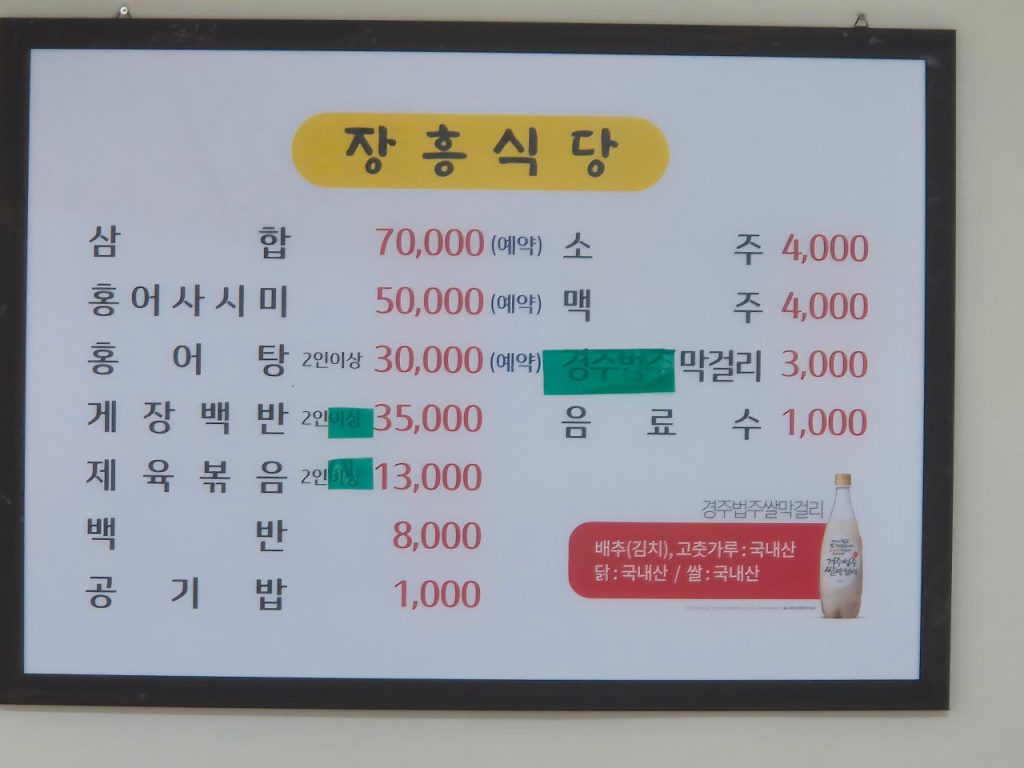 장흥식당
삼합 70,000 (예약)
홍어사시미 50,000 (예약)
홍어탕 2인이상 30,000 (예약)
게장백반 2인이상 35,000
제육볶음 2인이상 13,000
백반 8,000
공기밥 1,000
소주 4,000
맥주 4,000
막걸리 3,000
음료수 1,000
경주법주쌀막걸리
배추(김치), 고춧가루 : 국내산
닭 : 국내산 / 쌀 : 국내산
경주법주
쌀막걸리